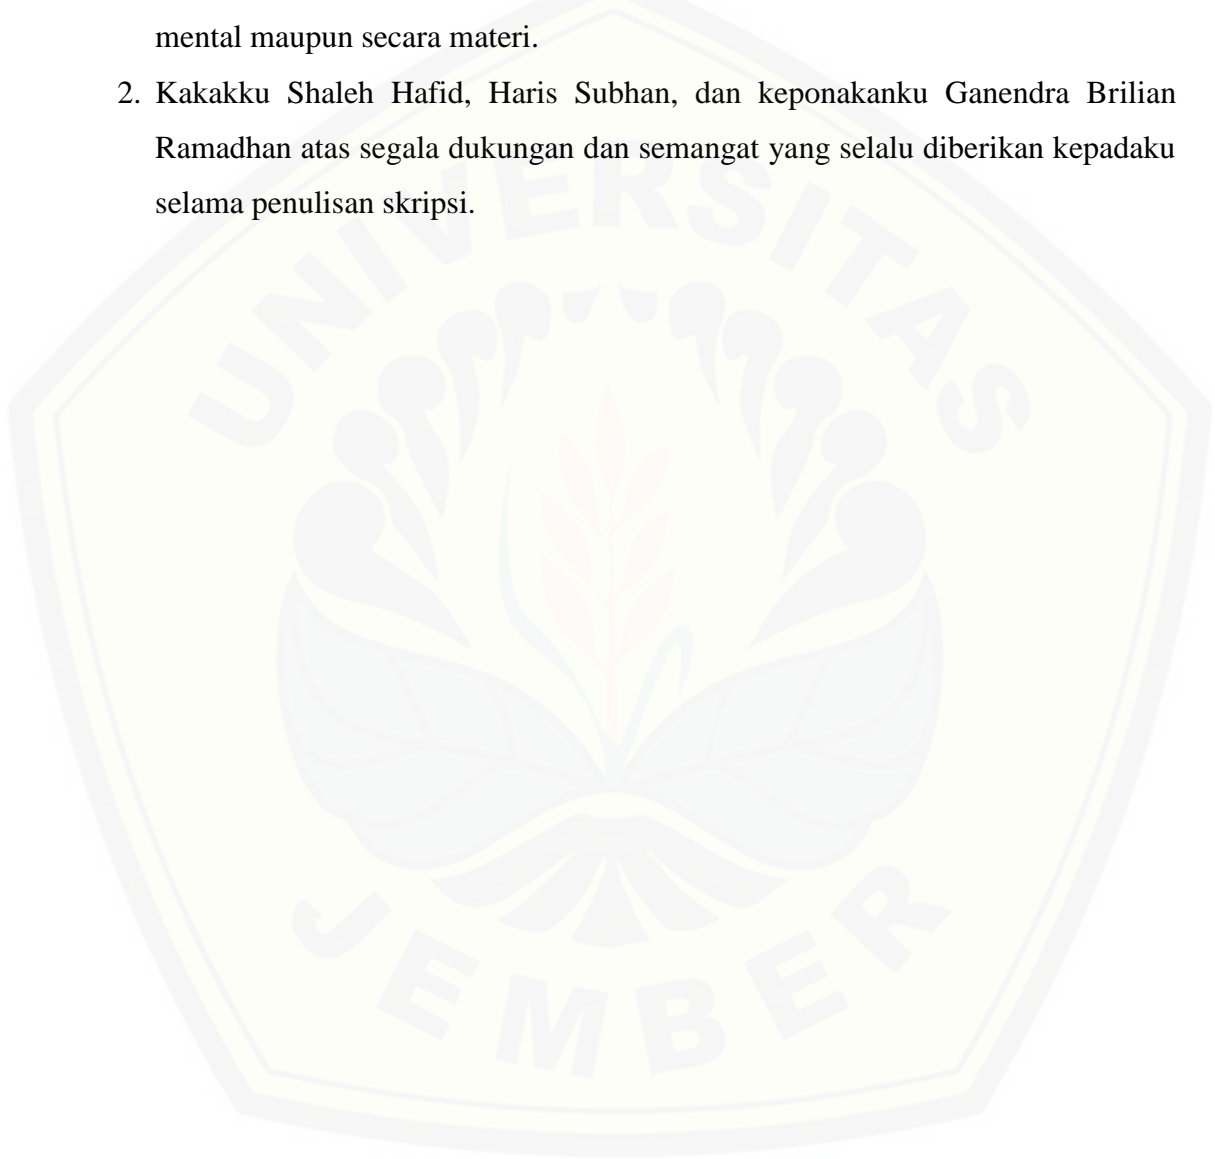 mental maupun secara materi.
2. Kakakku Shaleh Hafid, Haris Subhan, dan keponakanku Ganendra Brilian
Ramadhan atas segala dukungan dan semangat yang selalu diberikan kepadaku
selama penulisan skripsi.
UNIVERSITAS
JEMBER